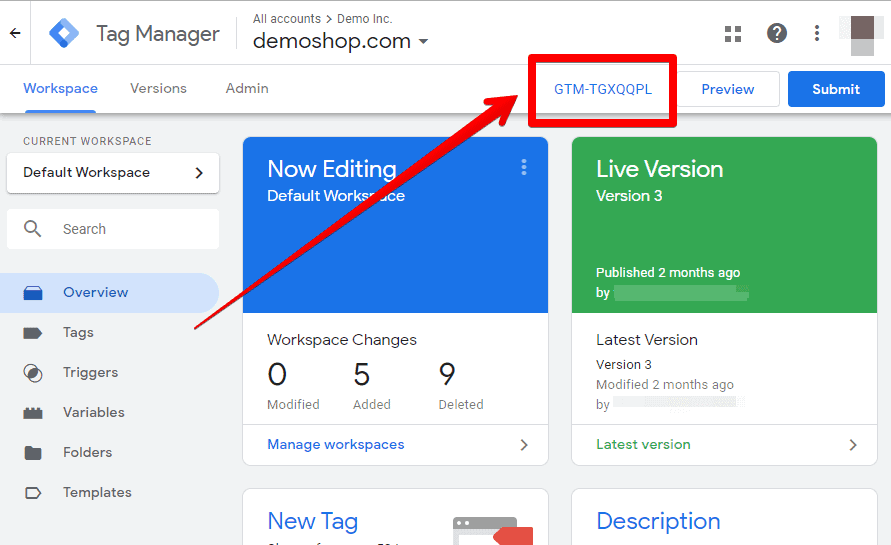 All accounts > Demo Inc.
Tag Manager
demoshop.com
Workspace
Versions
Admin
GTM-TGXQQPL
Preview
Submit
CURRENT WORKSPACE
Default Workspace
Search
Overview
Tags
Triggers
Variables
Folders
Templates
Now Editing
Default Workspace
Workspace Changes
0
5
9
Modified
Added
Deleted
Manage workspaces
Live Version
Version 3
Published 2 months ago
by
Latest Version
Version 3
Modified 2 months ago
by
Latest version
New Tag
Description